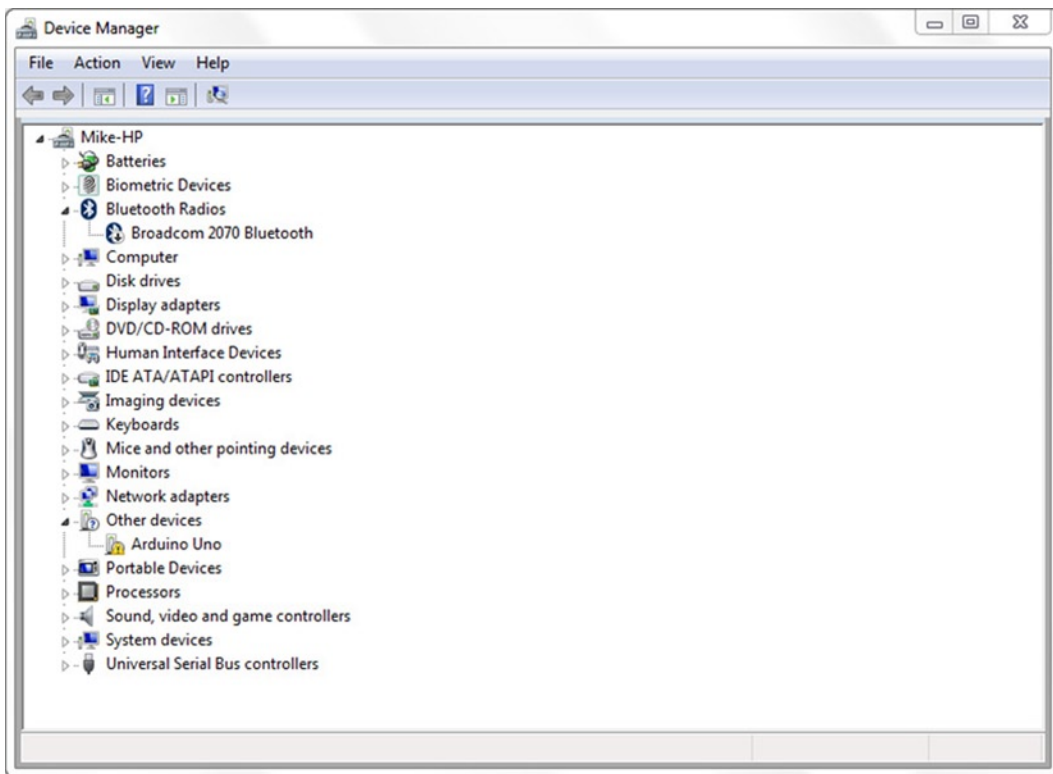 Device Manager
File Action View Help
Mike-HP
Batteries
Biometric Devices
Bluetooth Radios
Broadcom 2070 Bluetooth
Computer
Disk drives
Display adapters
DVD/CD-ROM drives
Human Interface Devices
IDE ATA/ATAPI controllers
Imaging devices
Keyboards
Mice and other pointing devices
Monitors
Network adapters
Other devices
Arduino Uno
Portable Devices
Processors
Sound, video and game controllers
System devices
Universal Serial Bus controllers